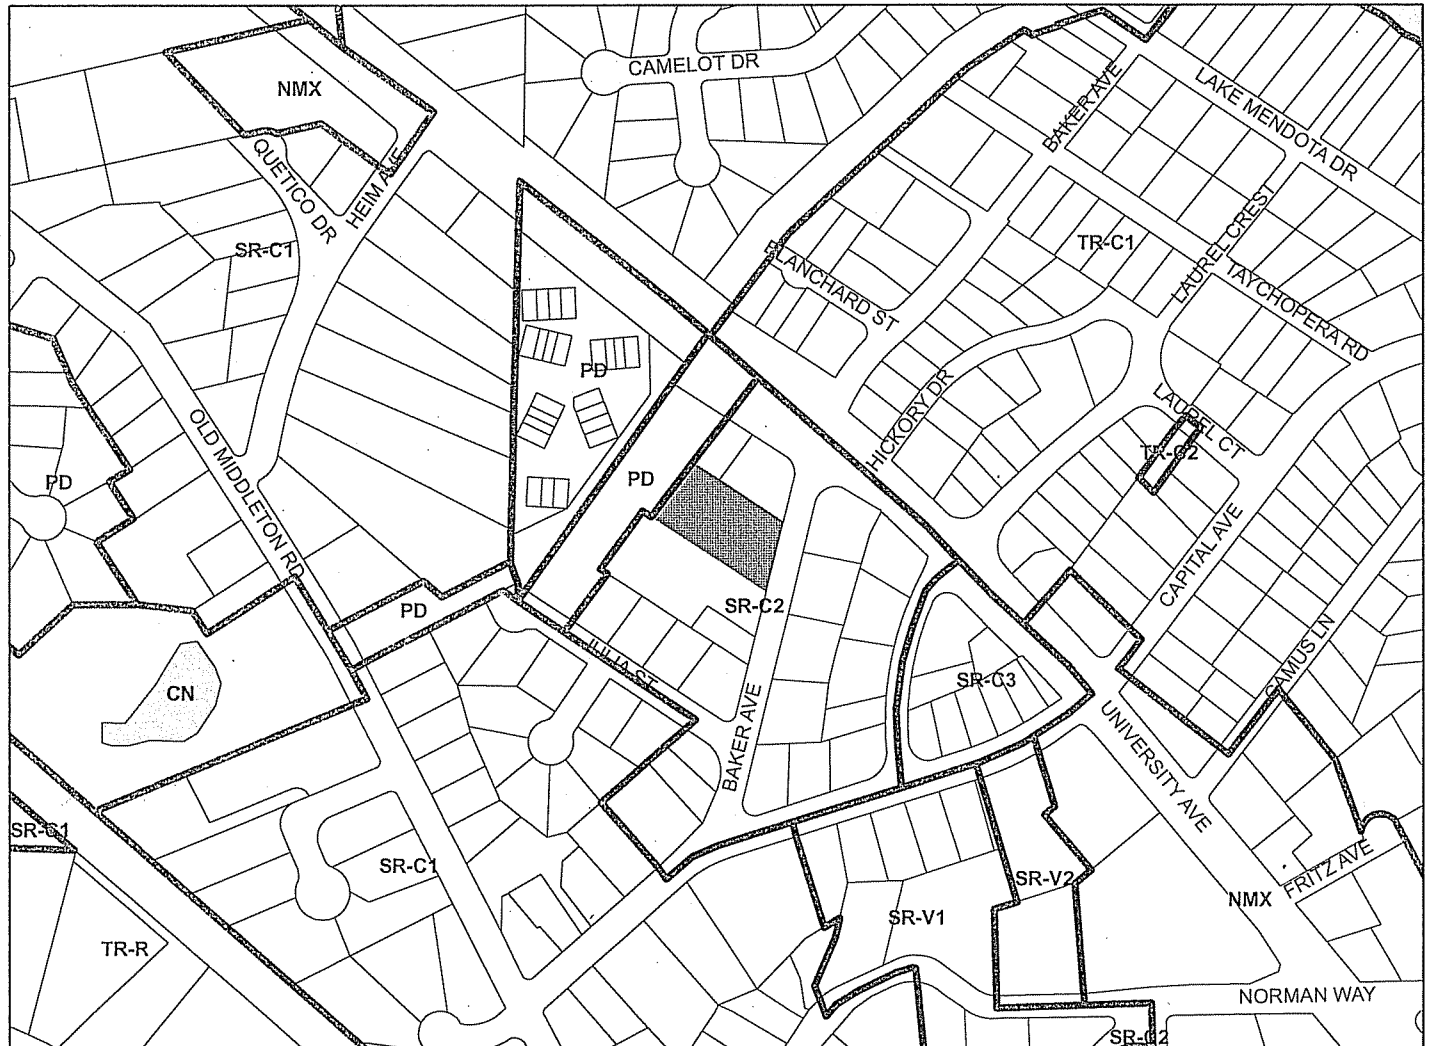 CAMELOT DR
NMX
BAKER AVE
LAKE MENDOTA DR
QUETICO DR
HEIM AVE
SR-C1
TR-C1
LAUREL CREST
BLANCHARD ST
TAYCHOPERA RD
PD
HICKORY DR
LAUREL CT
TR-C2
OLD MIDDLETON RD
PD
PD
CAPITAL AVE
PD
SR-C2
JULIA ST
CAMUS LN
CN
SR-C3
BAKER AVE
UNIVERSITY AVE
SR-C1
SR-C1
SR-V2
FRITZ AVE
NMX
SR-V1
TR-R
NORMAN WAY
SR-C2